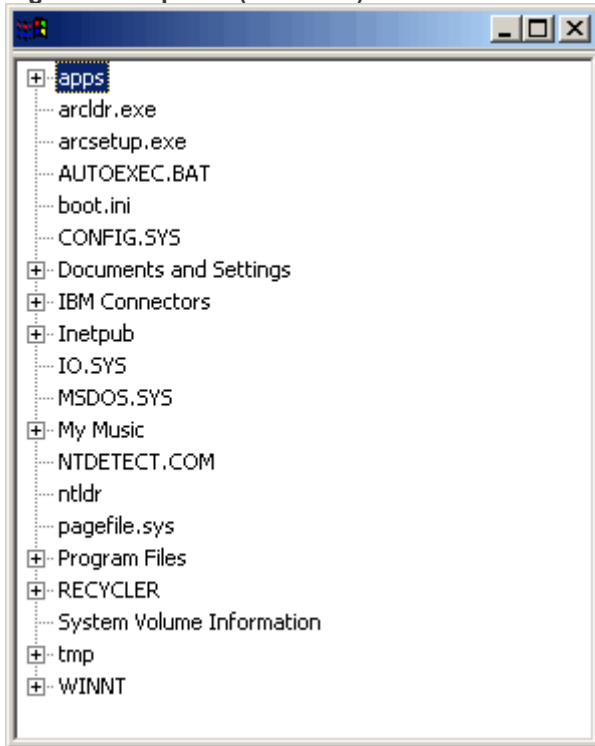 apps
arcldr.exe
arcsetup.exe
AUTOEXEC.BAT
boot.ini
CONFIG.SYS
Documents and Settings
IBM Connectors
Inetpub
IO.SYS
MSDOS.SYS
My Music
NTDETECT.COM
ntldr
pagefile.sys
Program Files
RECYCLER
System Volume Information
tmp
WINNT